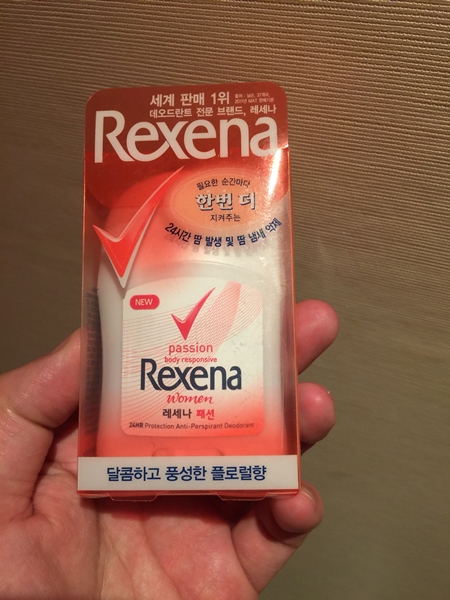 세계 판매 1위
데오드란트 전문 브랜드, 레세나
Rexena
필요한 순간마다
한번 더
지켜주는
24시간 땀 발생 및 땀 냄새 억제
NEW
passion
body responsive
Rexena
women
레세나 패션
24HR Protection Anti-Perspirant Deodorant
달콤하고 풍성한 플로럴향